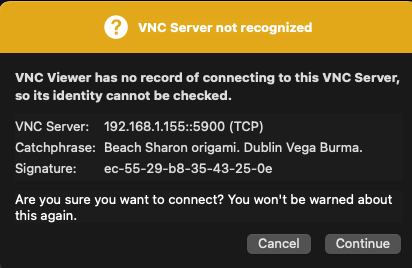 ?
VNC Server not recognized
VNC Viewer has no record of connecting to this VNC Server,
so its identity cannot be checked.
VNC Server: 192.168.1.155::5900 (TCP)
Catchphrase: Beach Sharon origami. Dublin Vega Burma.
Signature: ec-55-29-b8-35-43-25-0e
Are you sure you want to connect? You won't be warned about
this again.
Cancel Continue